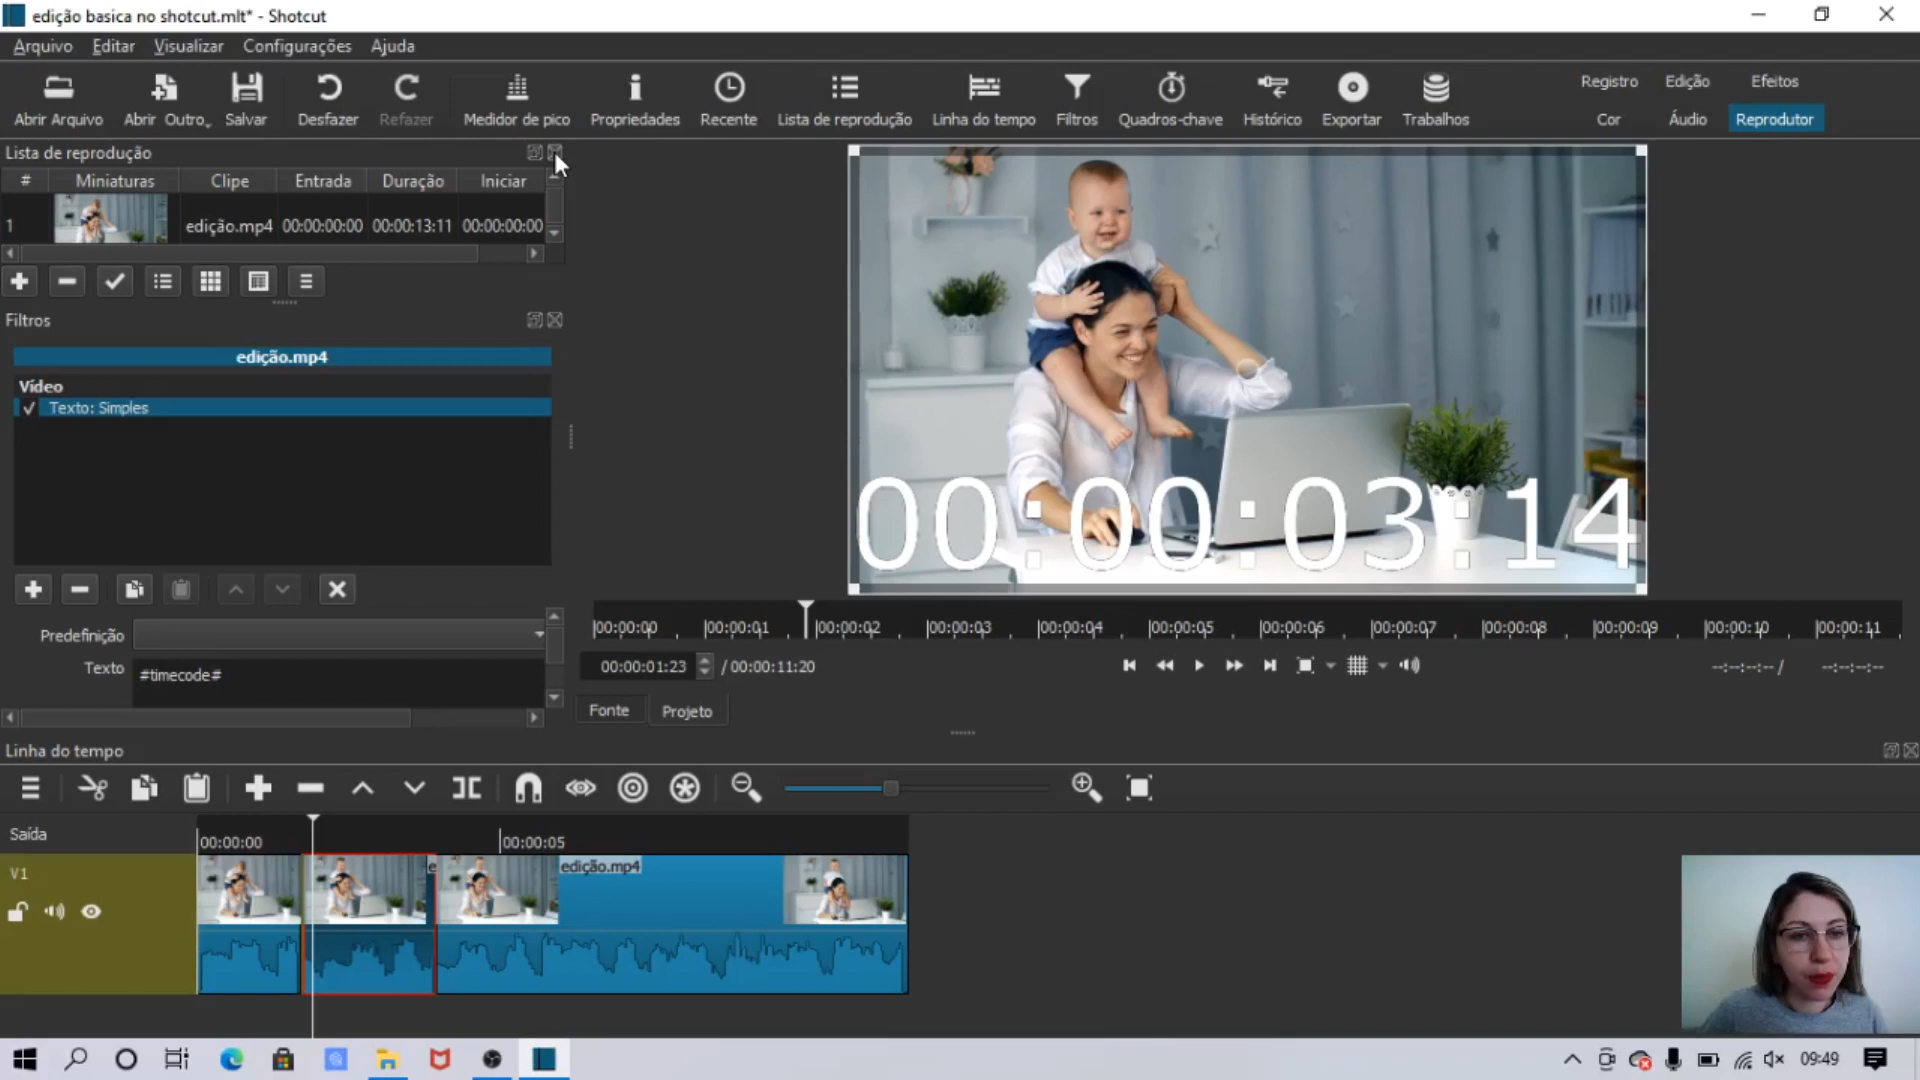 edição basica no shotcut.mlt* - Shotcut
Arquivo Editar Visualizar Configurações Ajuda
Abrir Arquivo Abrir Outro Salvar Desfazer Refazer Medidor de pico Propriedades Recente Lista de reprodução Linha do tempo Filtros Quadros-chave Histórico Exportar Trabalhos
Registro Edição Efeitos
Cor Áudio Reprodutor
Lista de reprodução
# Miniaturas Clipe Entrada Duração Iniciar
1 edição.mp4 00:00:00:00 00:00:13:11 00:00:00:00
Filtros
edição.mp4
Vídeo
Texto: Simples
Predefinição
Texto #timecode#
00:00:03:14
00:00:00 00:00:01 00:00:02 00:00:03 00:00:04 00:00:05 00:00:06 00:00:07 00:00:08 00:00:09 00:00:10 00:00:11
00:00:01:23 / 00:00:11:20 --:--:--:-- / --:--:--:--
Fonte Projeto
Linha do tempo
Saída
00:00:00 00:00:05
V1
e edição.mp4
09:49